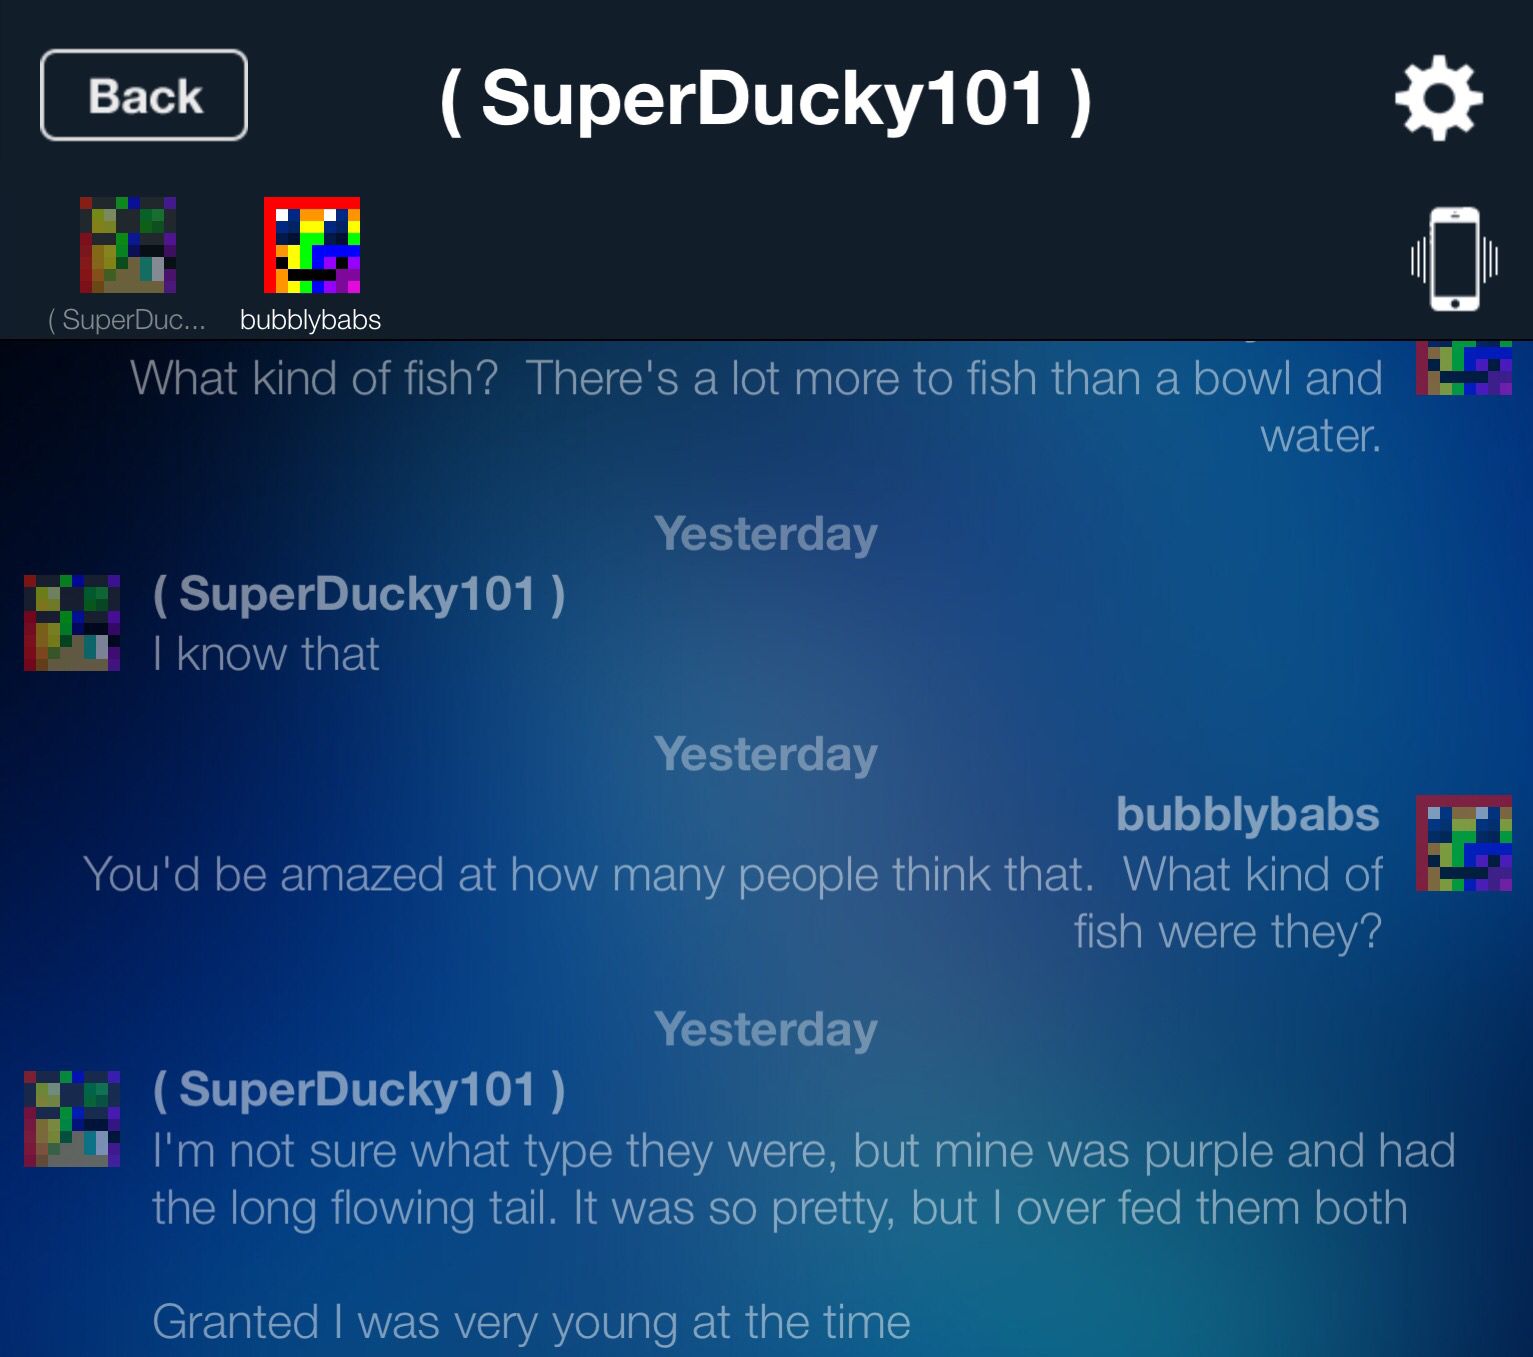 Back
( SuperDucky101 )
( SuperDuc...
bubblybabs
What kind of fish?  There's a lot more to fish than a bowl and
water.
Yesterday
( SuperDucky101 )
I know that
Yesterday
bubblybabs
You'd be amazed at how many people think that.  What kind of
fish were they?
Yesterday
( SuperDucky101 )
I'm not sure what type they were, but mine was purple and had
the long flowing tail. It was so pretty, but I over fed them both
Granted I was very young at the time